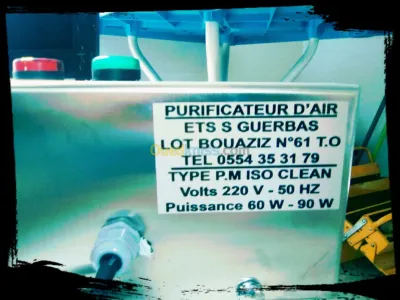 PURIFICATEUR D'AIR
ETS S GUERBAS
LOT BOUAZIZ N°61 T.O
TEL 0554 35 31 79
TYPE P.M ISO CLEAN
Volts 220 V - 50 HZ
Puissance 60 W - 90 W